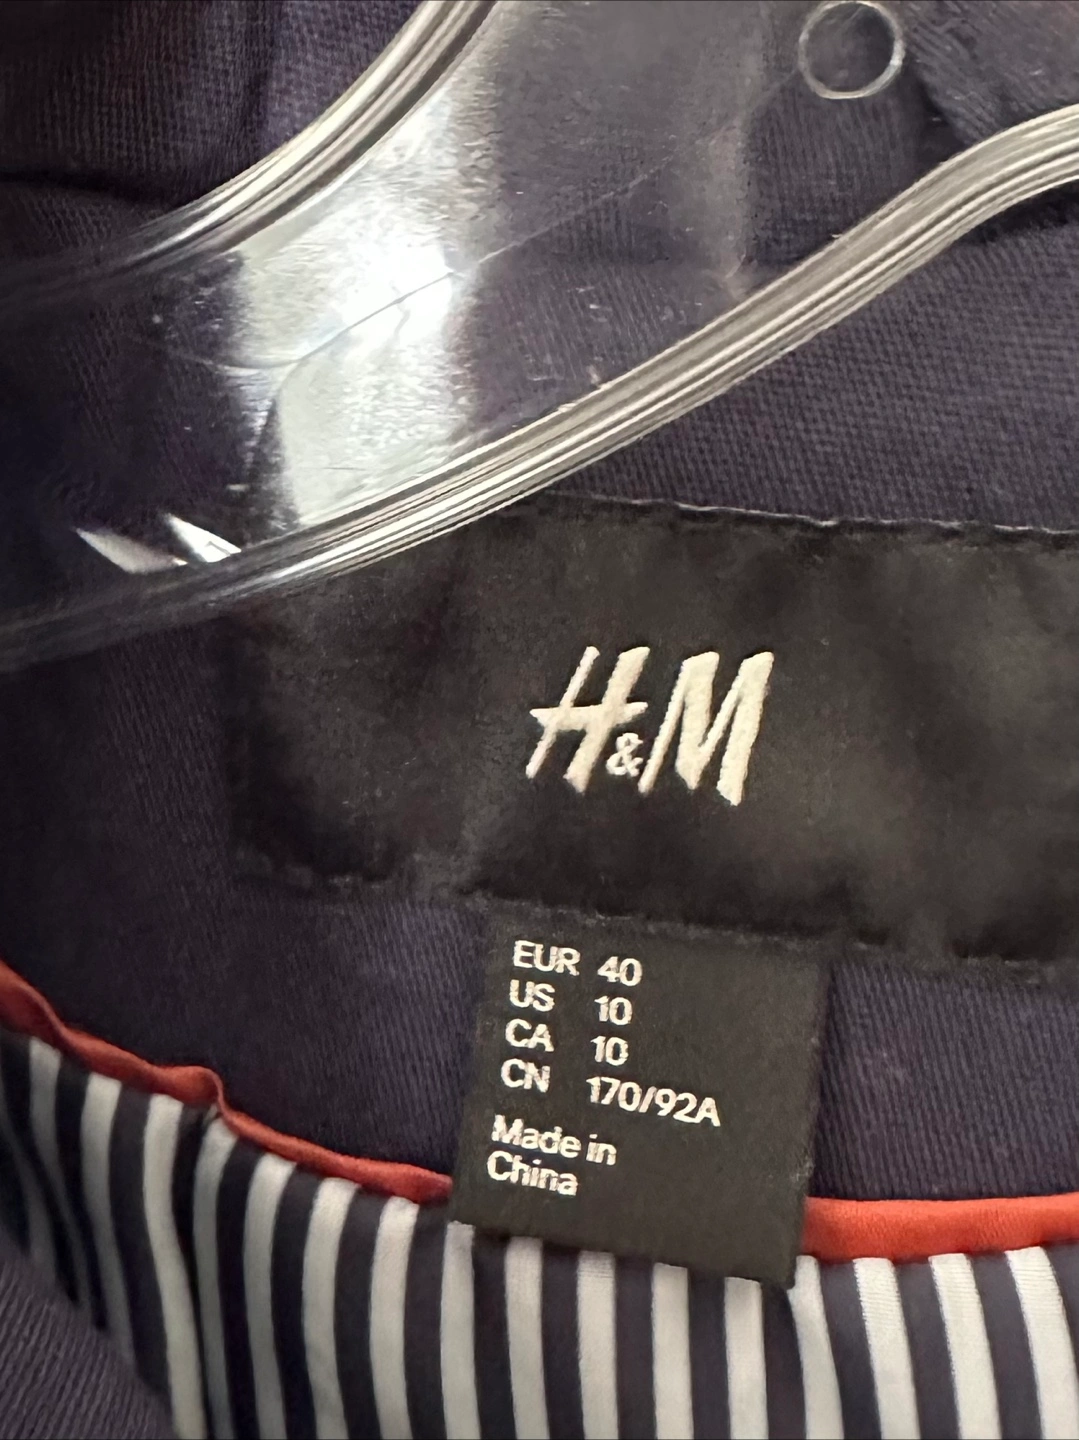 H&M
EUR 40
US 10
CA 10
CN 170/92A
Made in
China